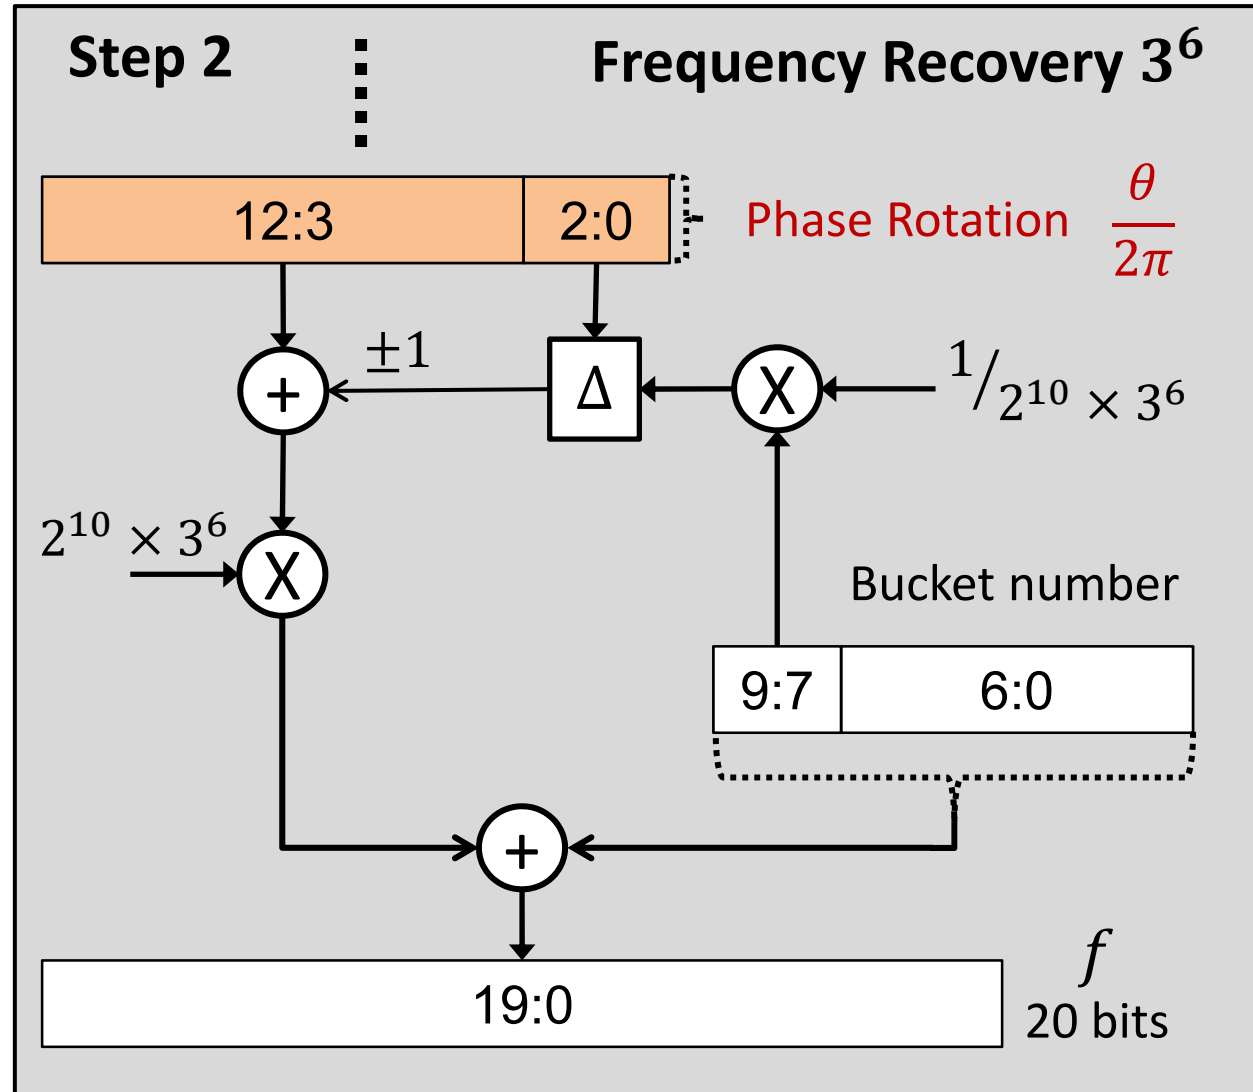 Step 2
Frequency Recovery 3⁶
12:3
2:0
Phase Rotation θ/2π
±1
+
Δ
X
1/2¹⁰ × 3⁶
2¹⁰ × 3⁶
X
Bucket number
9:7
6:0
+
f
19:0
20 bits